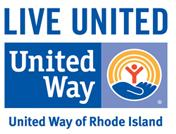 LIVE UNITED
United
Way
®
United Way of Rhode Island